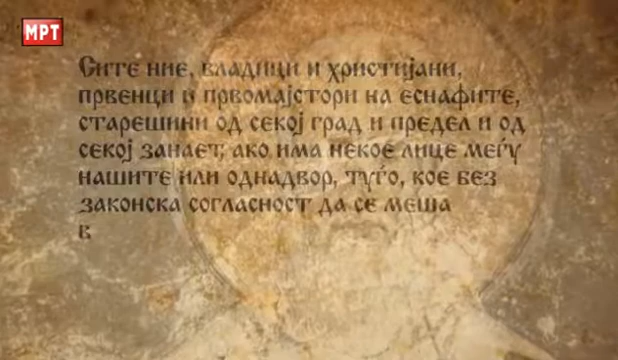 МРТ
Сите ние, владици и христијани,
првенци и првомајстори на еснафите,
старешини од секој град и предел и од
секој занает; ако има некое лице меѓу
нашите или однадвор, туѓо, кое без
законска согласност да се меша
в